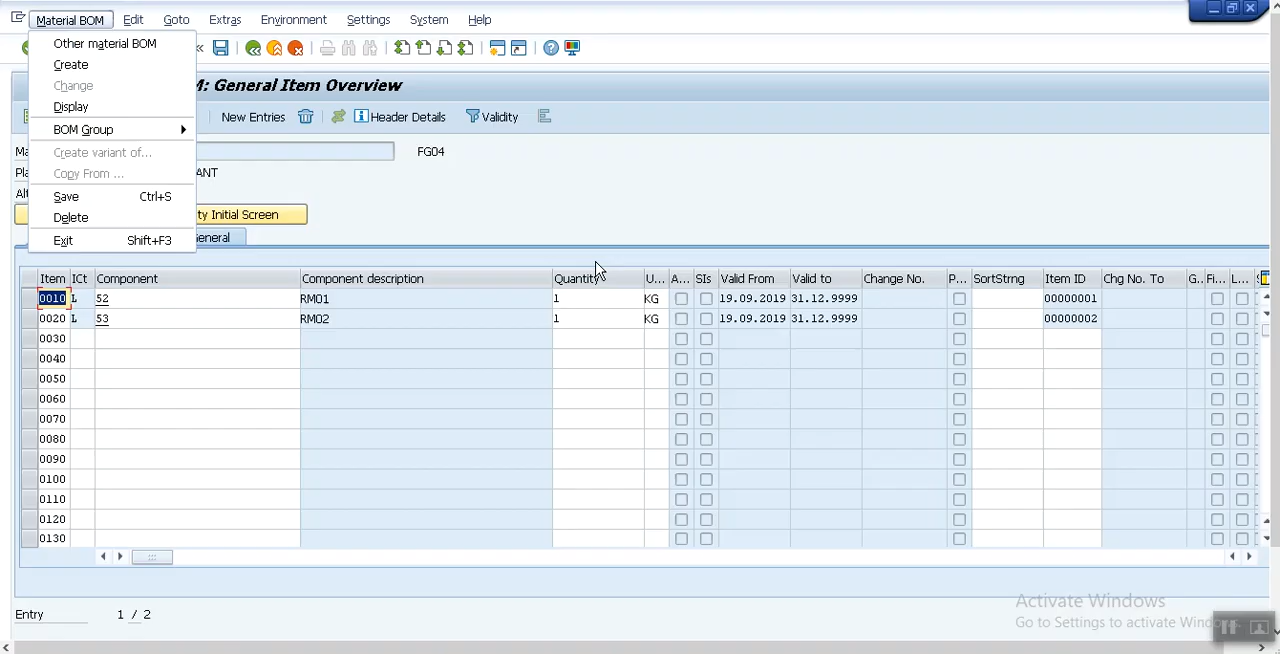 Material BOM Edit Goto Extras Environment Settings System Help
Other material BOM
Create
Change
Display
BOM Group
Create variant of...
Copy From ...
Save Ctrl+S
Delete
Exit Shift+F3
M: General Item Overview
New Entries Header Details Validity
FG04
ANT
ty Initial Screen
General
Item ICt Component Component description Quantity U... A... SIs Valid From Valid to Change No. P... SortStrng Item ID Chg No. To G.. Fi... L...
0010 L 52 RM01 1 KG 19.09.2019 31.12.9999 00000001
0020 L 53 RM02 1 KG 19.09.2019 31.12.9999 00000002
0030
0040
0050
0060
0070
0080
0090
0100
0110
0120
0130
Entry 1 / 2
Activate Windows
Go to Settings to activate Windows.